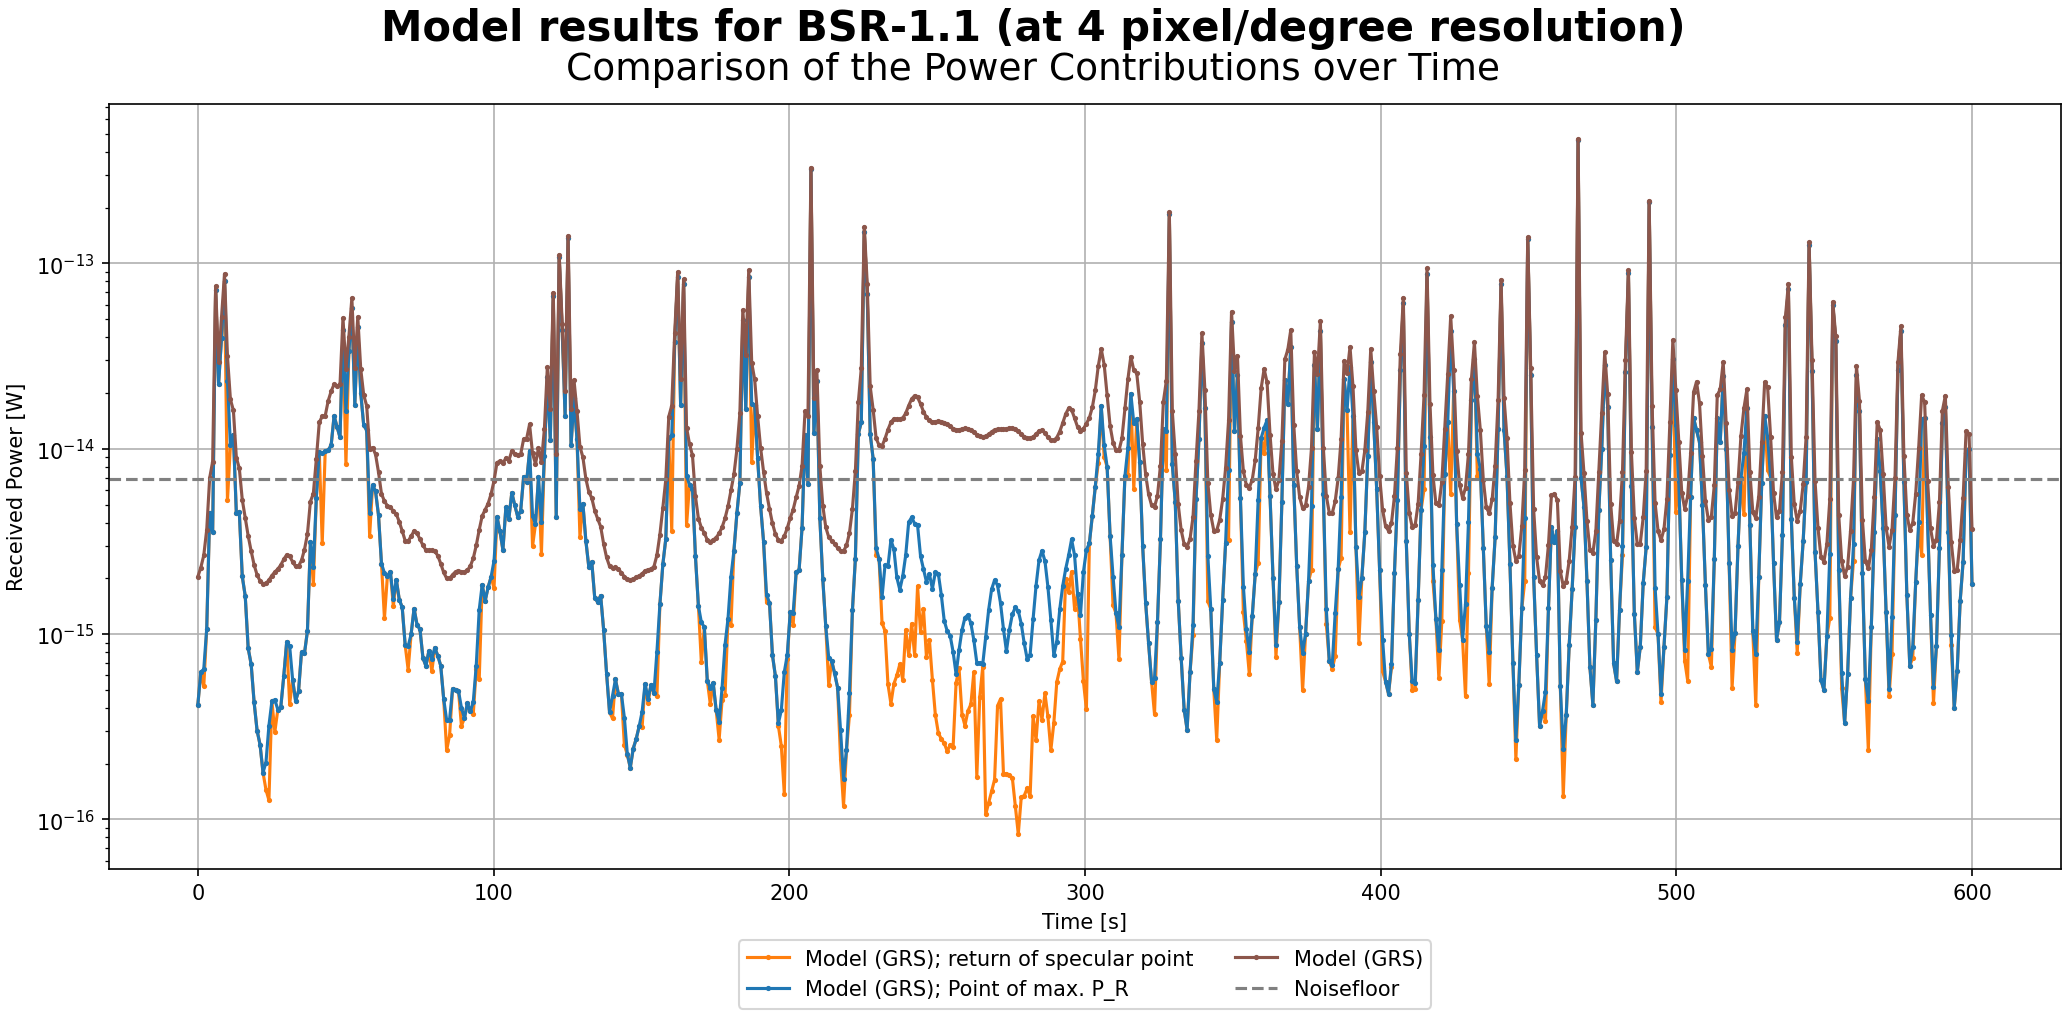 Model results for BSR-1.1 (at 4 pixel/degree resolution)
Comparison of the Power Contributions over Time
Received Power [W]
10⁻¹³
10⁻¹⁴
10⁻¹⁵
10⁻¹⁶
0 100 200 300 400 500 600
Time [s]
Model (GRS); return of specular point
Model (GRS); Point of max. P_R
Model (GRS)
Noisefloor